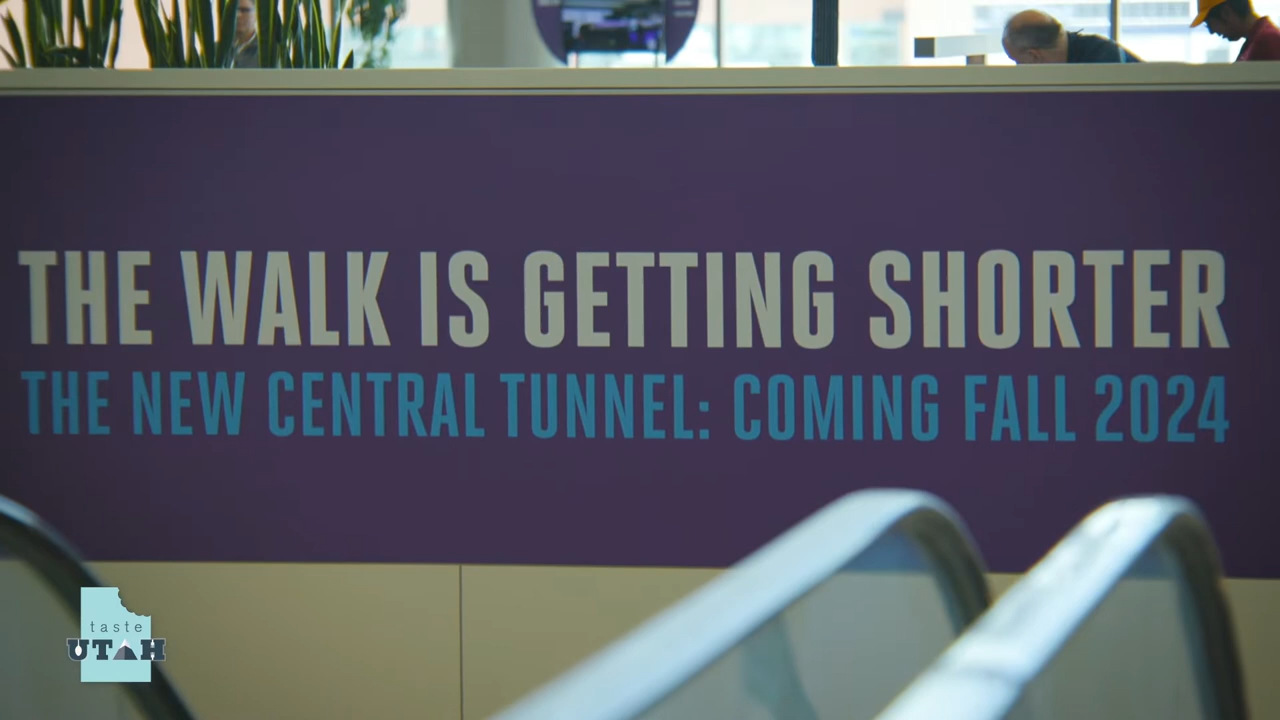 THE WALK IS GETTING SHORTER
THE NEW CENTRAL TUNNEL: COMING FALL 2024
taste
UTAH